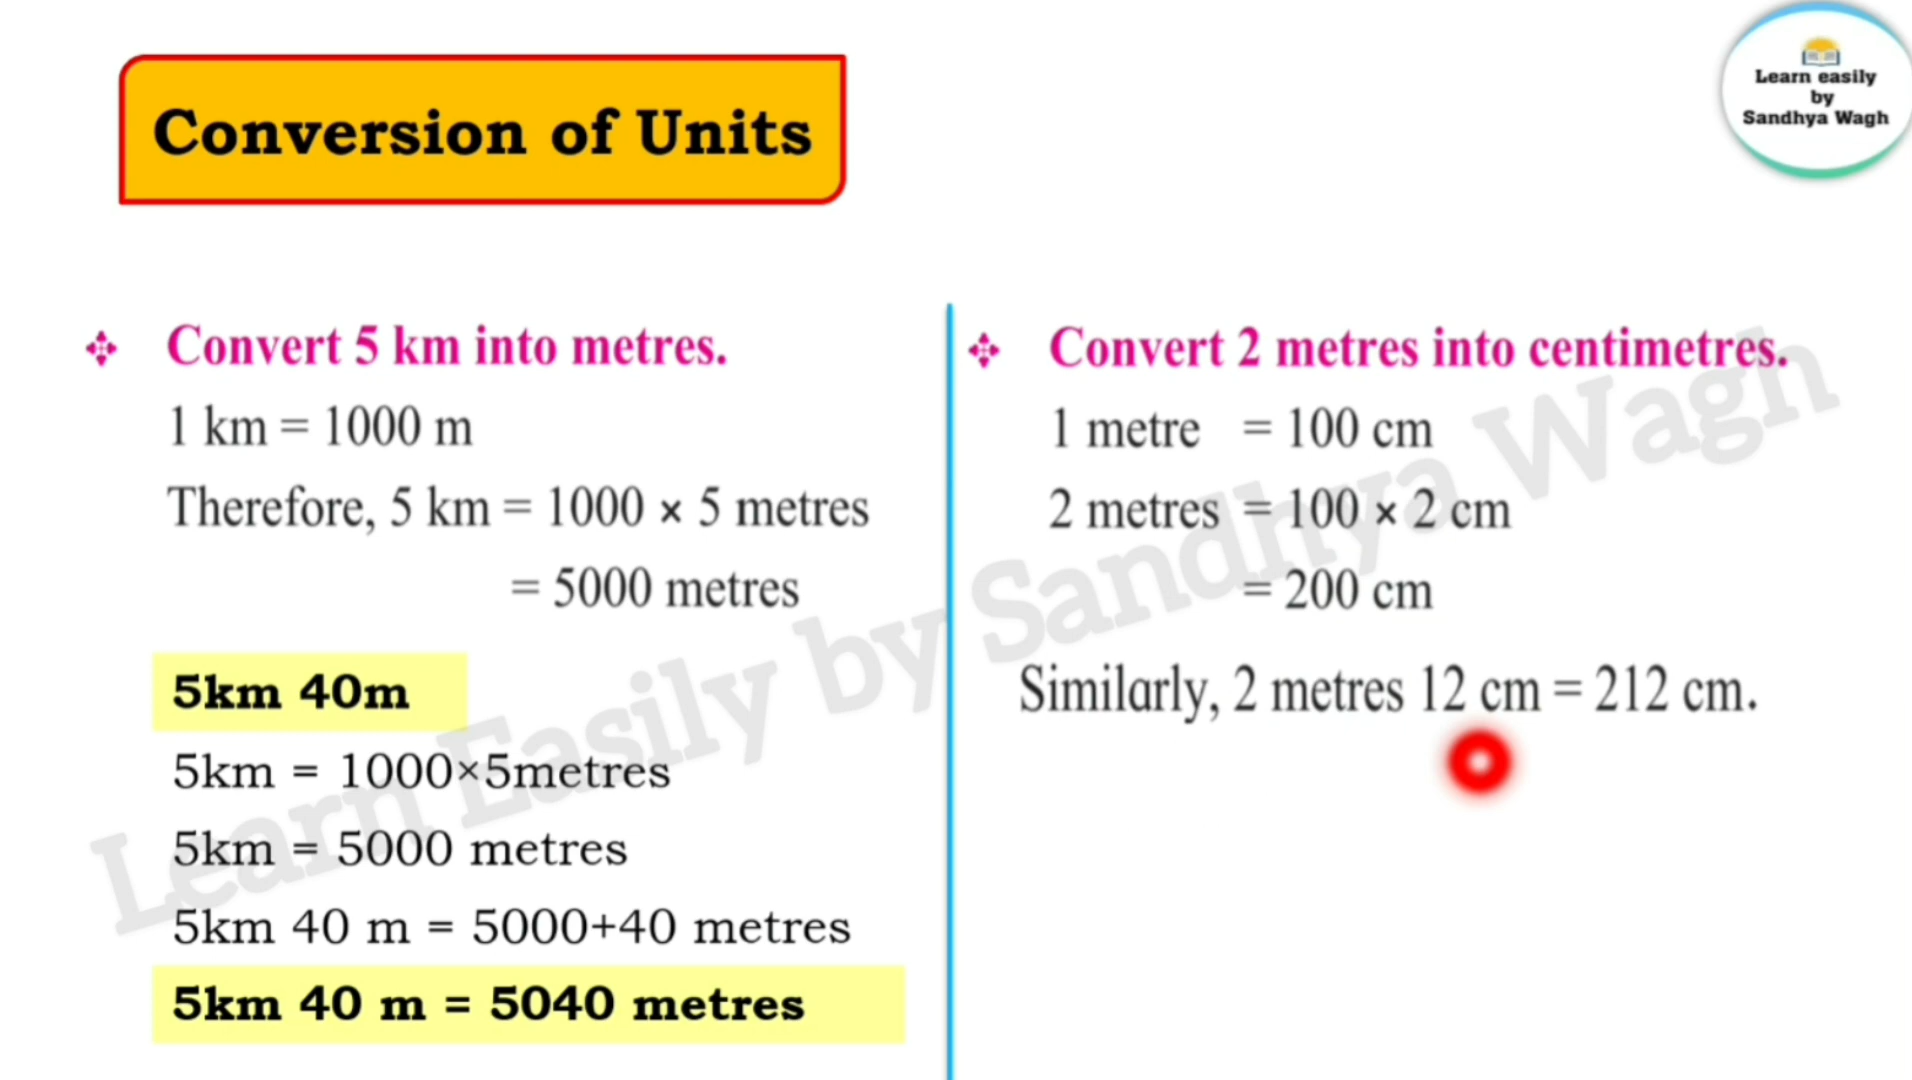 Conversion of Units
Learn easily
by
Sandhya Wagh
Convert 5 km into metres.
1 km = 1000 m
Therefore, 5 km = 1000 × 5 metres
= 5000 metres
5km 40m
5km = 1000×5metres
5km = 5000 metres
5km 40 m = 5000+40 metres
5km 40 m = 5040 metres
Convert 2 metres into centimetres.
1 metre = 100 cm
2 metres = 100 × 2 cm
= 200 cm
Similarly, 2 metres 12 cm = 212 cm.
Learn Easily by Sandhya Wagh